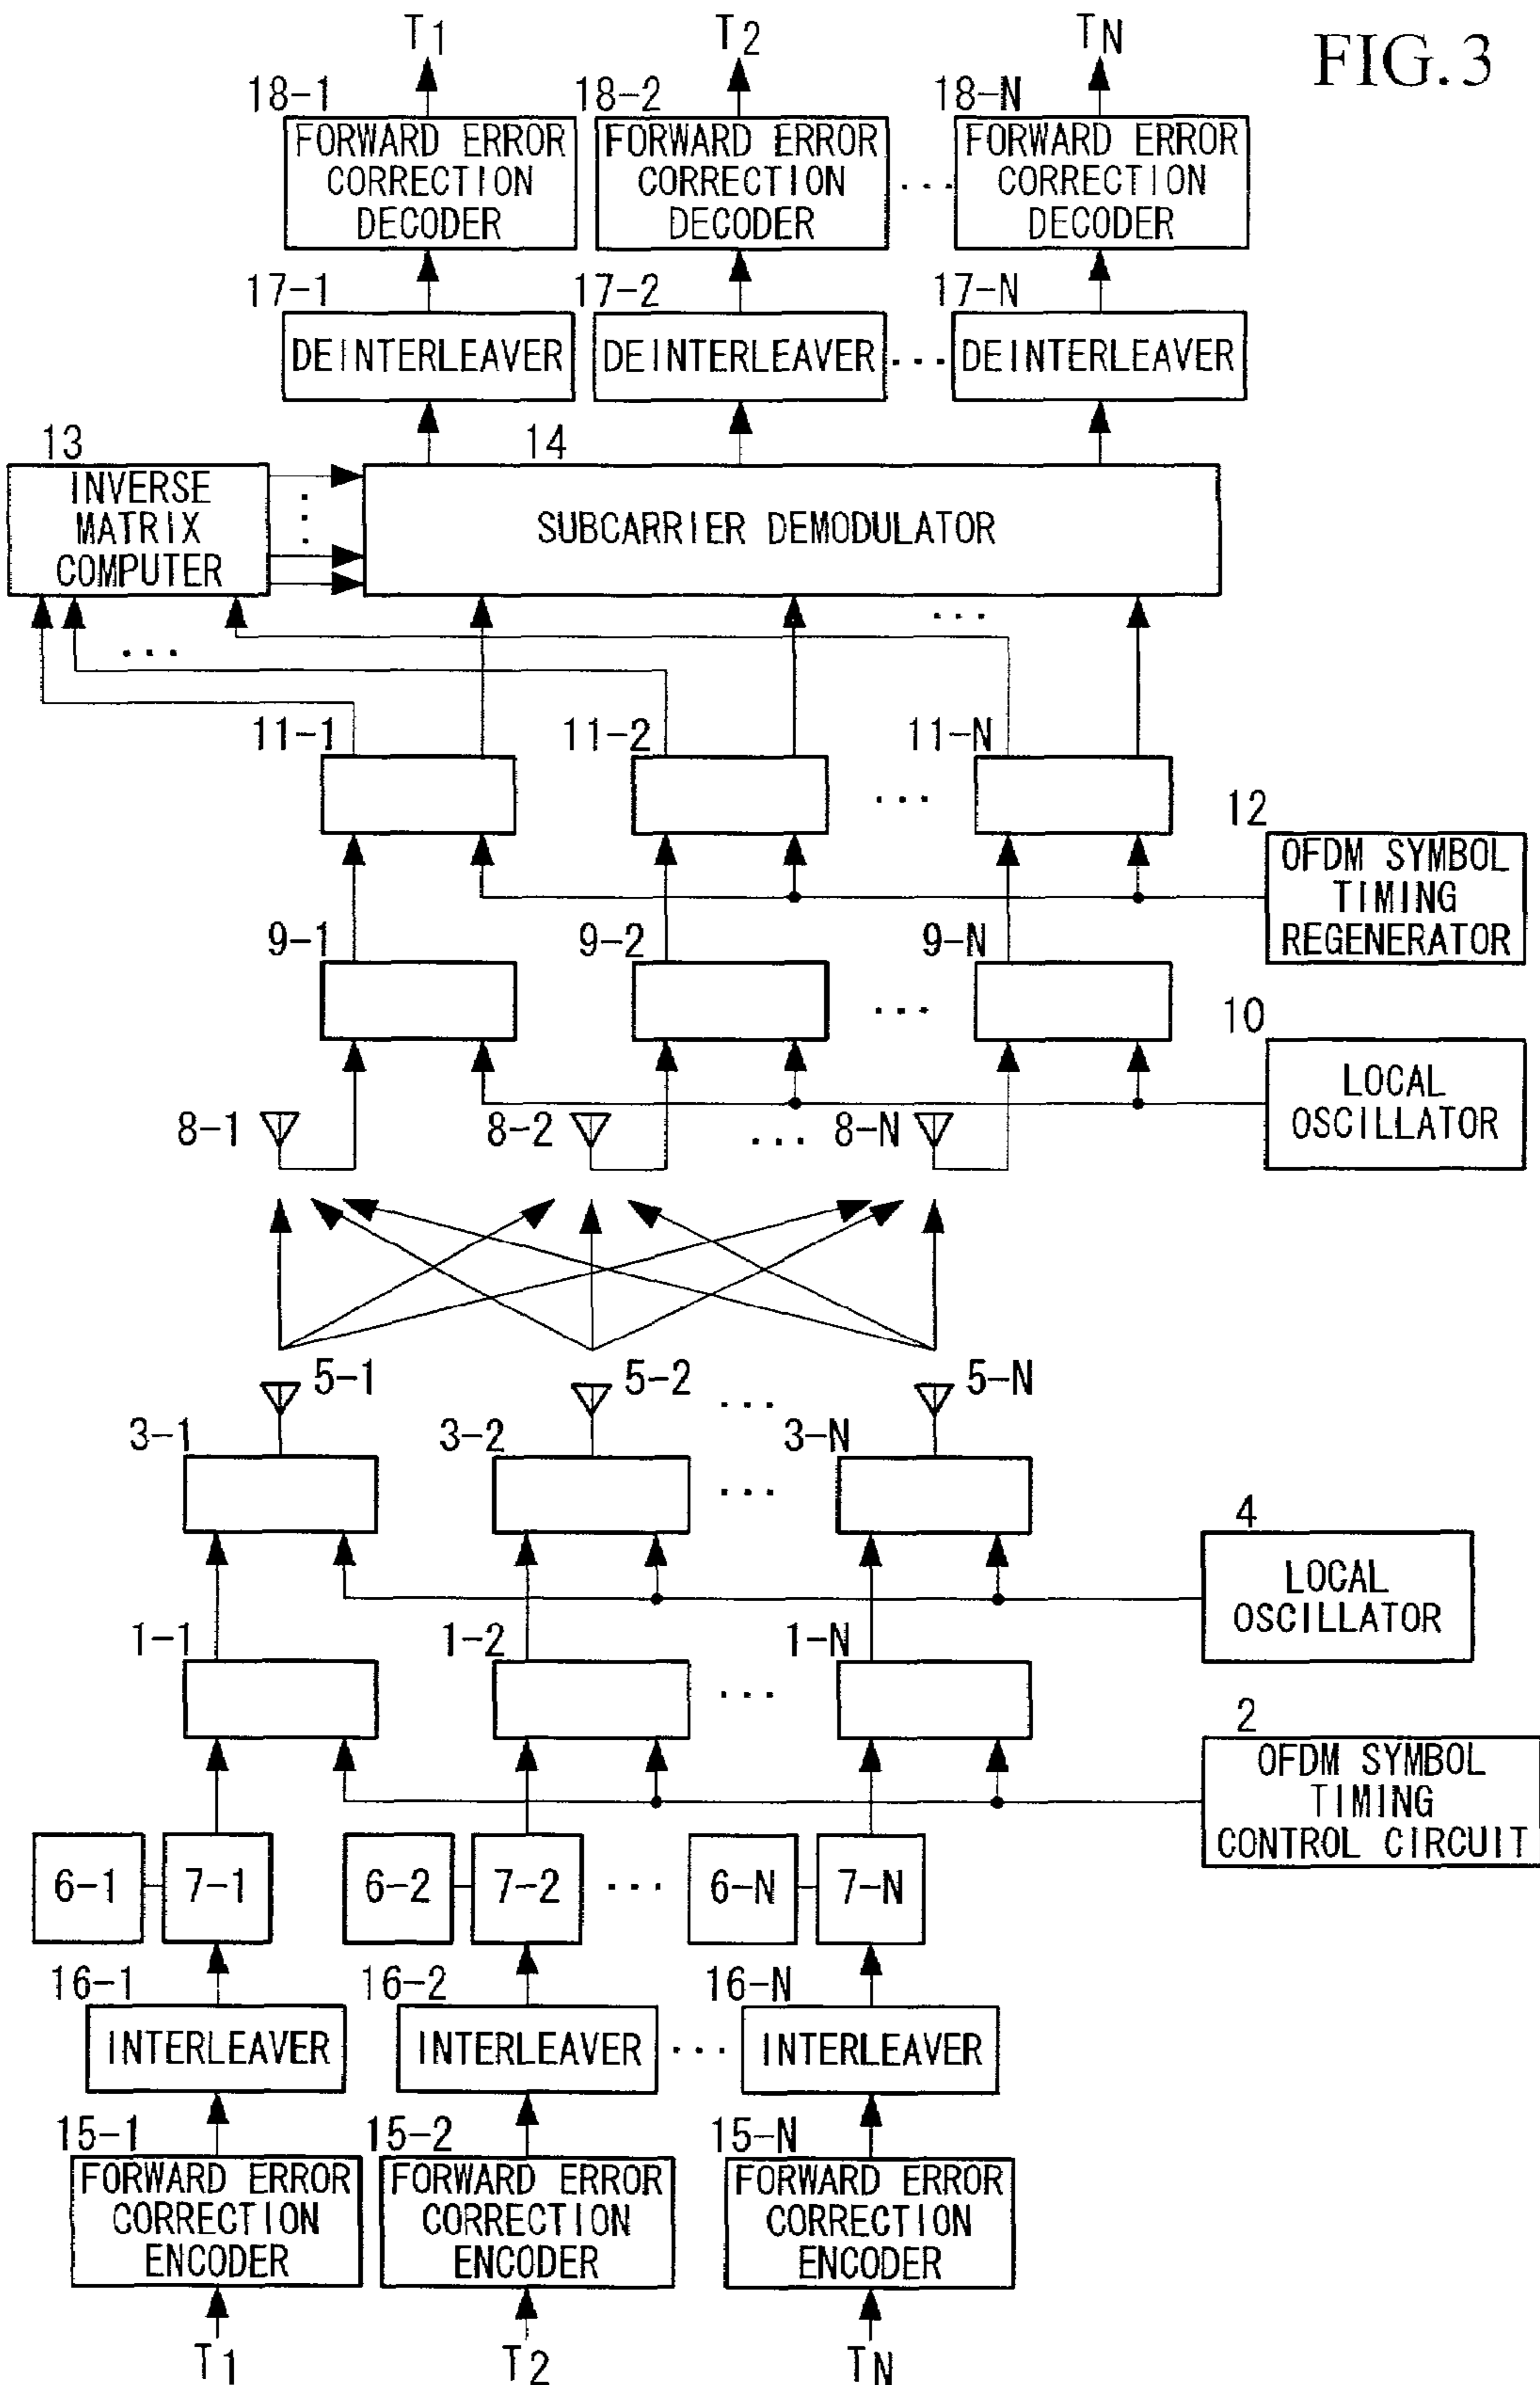 FIG. 3
T1 T2 TN
18-1 18-2 18-N
FORWARD ERROR CORRECTION DECODER
FORWARD ERROR CORRECTION DECODER
...
FORWARD ERROR CORRECTION DECODER
17-1 17-2 17-N
DEINTERLEAVER DEINTERLEAVER ... DEINTERLEAVER
13 14
INVERSE
MATRIX
COMPUTER
SUBCARRIER DEMODULATOR
11-1 11-2 11-N
12
OFDM SYMBOL
TIMING
REGENERATOR
9-1 9-2 9-N
10
LOCAL
OSCILLATOR
8-1 8-2 ... 8-N
5-1 5-2 ... 5-N
3-1 3-2 3-N
4
LOCAL
OSCILLATOR
1-1 1-2 1-N
2
OFDM SYMBOL
TIMING
CONTROL CIRCUIT
6-1 7-1 6-2 7-2 ... 6-N 7-N
16-1 16-2 16-N
INTERLEAVER INTERLEAVER ... INTERLEAVER
15-1 15-2 15-N
FORWARD ERROR CORRECTION ENCODER
FORWARD ERROR CORRECTION ENCODER
FORWARD ERROR CORRECTION ENCODER
T1 T2 TN